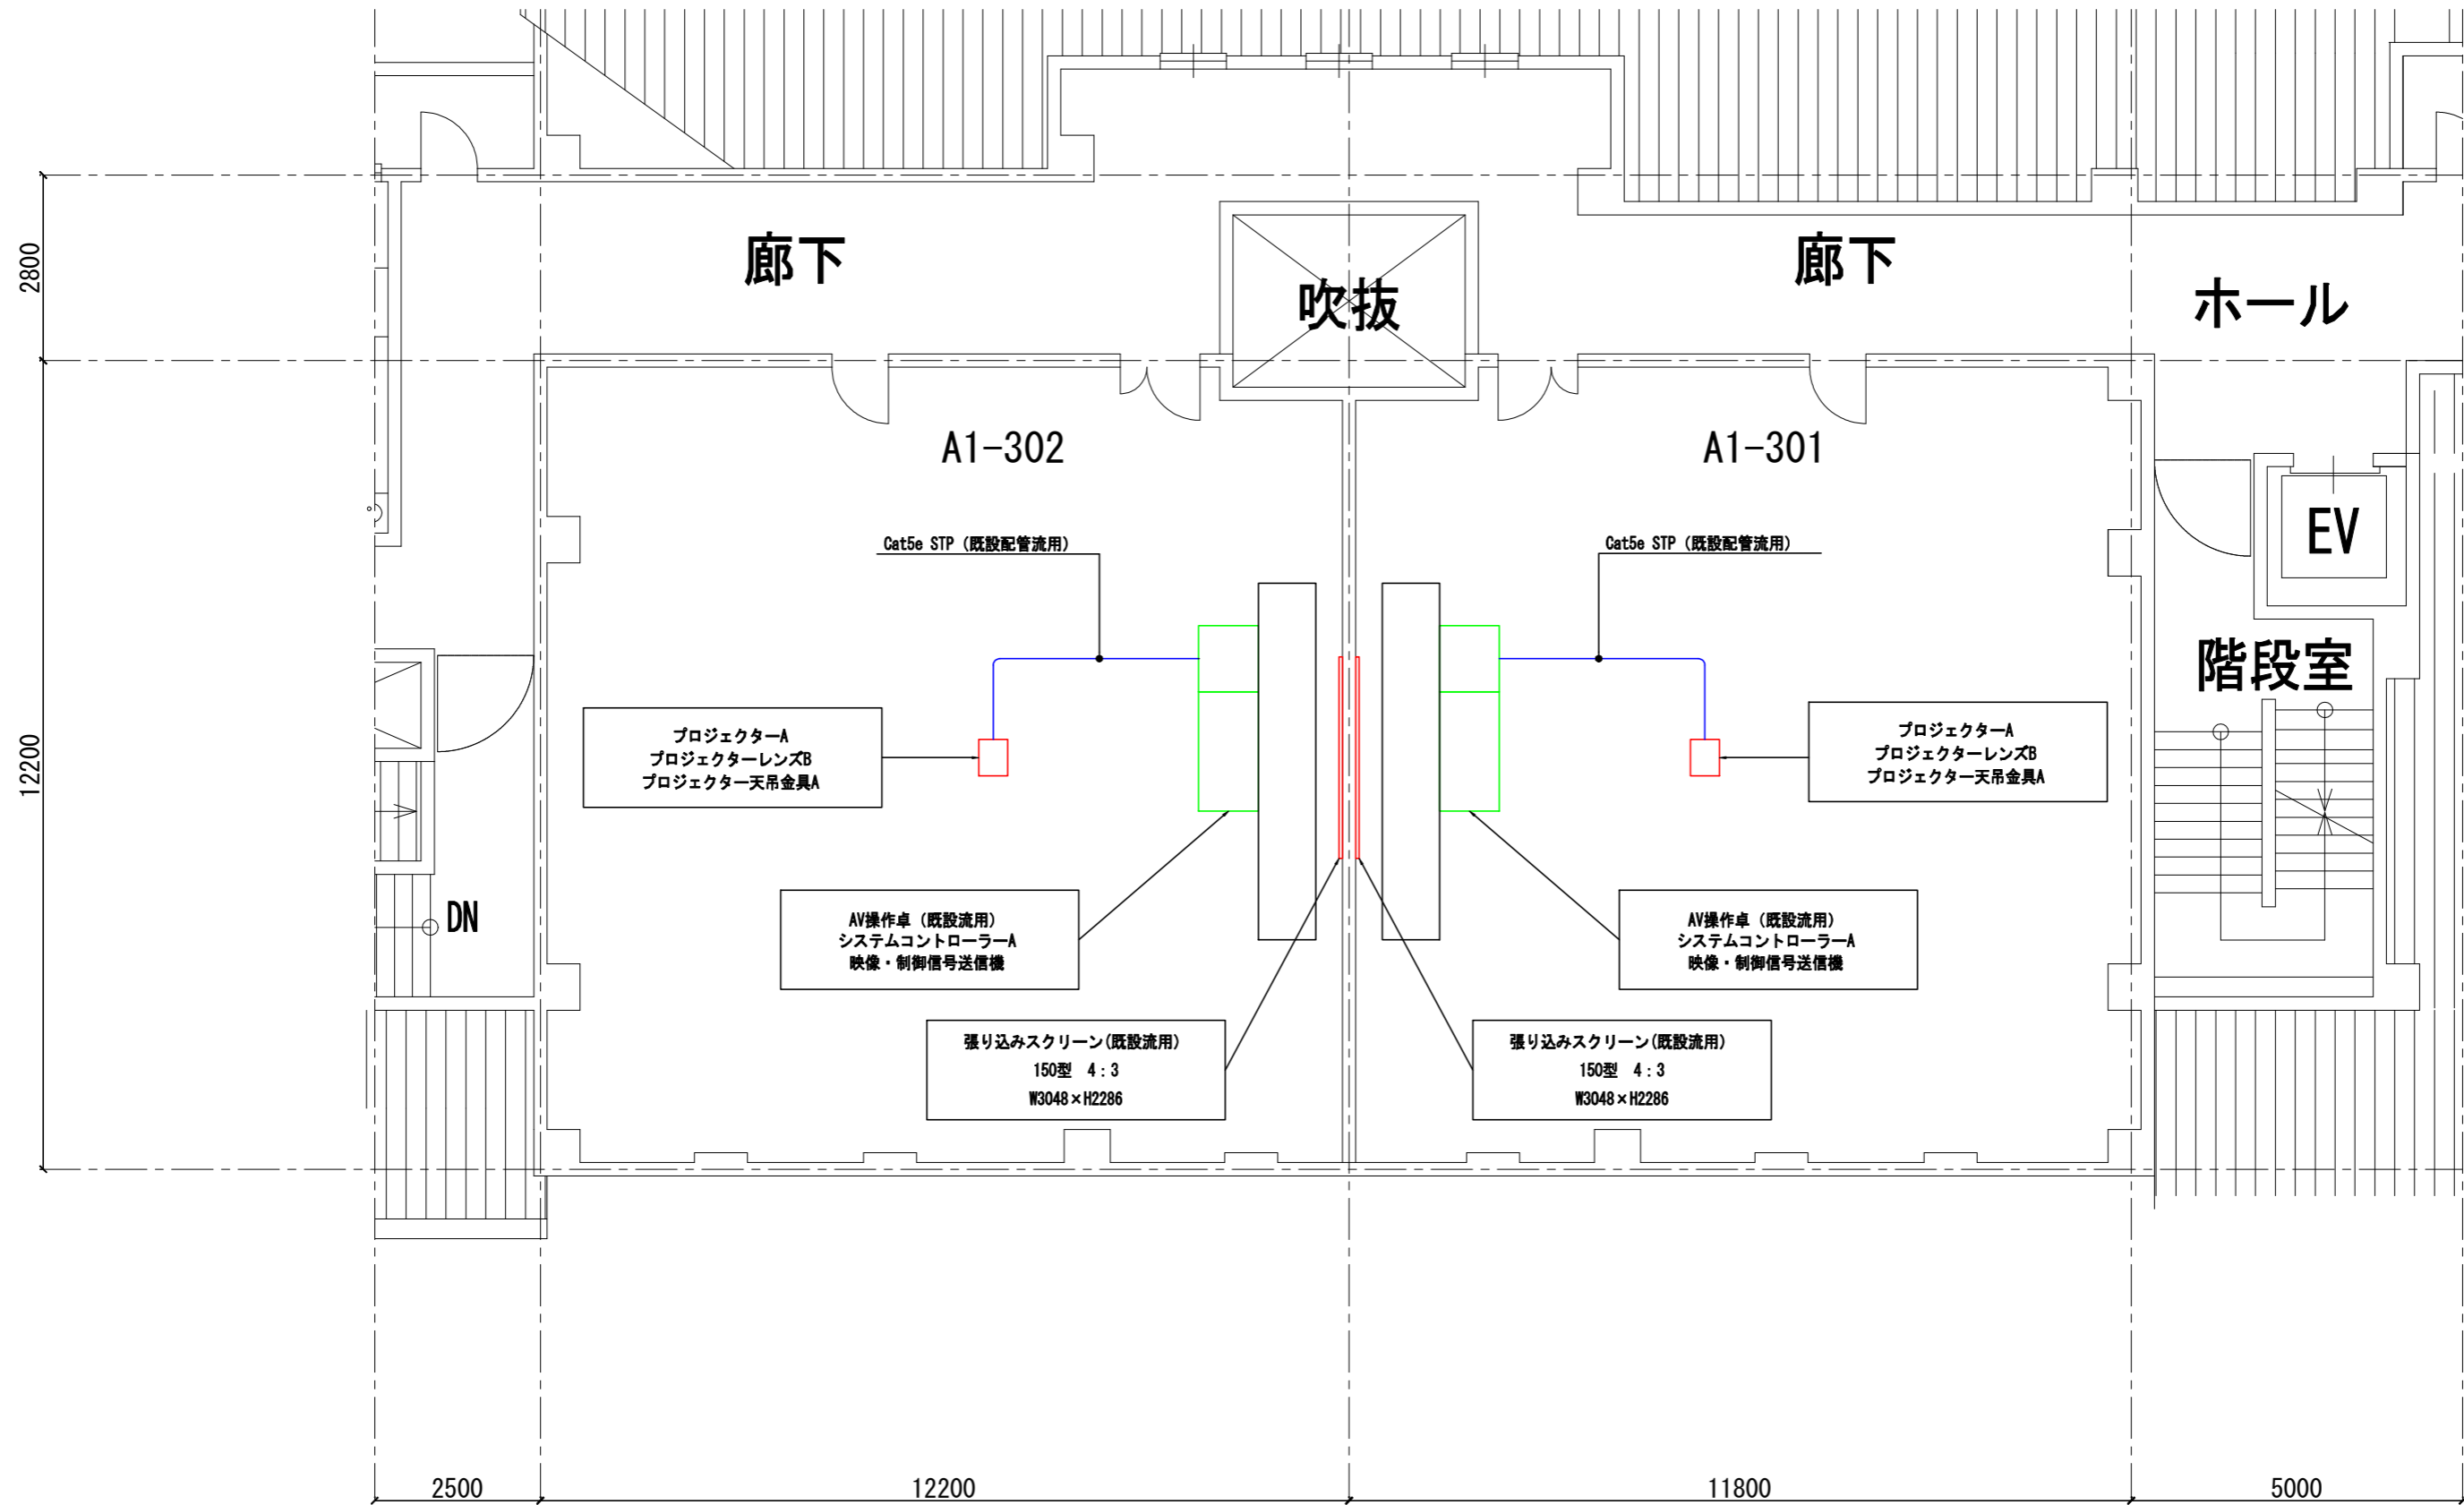 廊下
廊下
吹抜
ホール
2800
A1-302
A1-301
EV
Cat5e STP（既設配管流用）
Cat5e STP（既設配管流用）
階段室
プロジェクターA
プロジェクターレンズB
プロジェクター天吊金具A
プロジェクターA
プロジェクターレンズB
プロジェクター天吊金具A
12200
DN
AV操作卓（既設流用）
システムコントローラーA
映像・制御信号送信機
AV操作卓（既設流用）
システムコントローラーA
映像・制御信号送信機
張り込みスクリーン(既設流用)
150型　4：3
W3048×H2286
張り込みスクリーン(既設流用)
150型　4：3
W3048×H2286
2500
12200
11800
5000